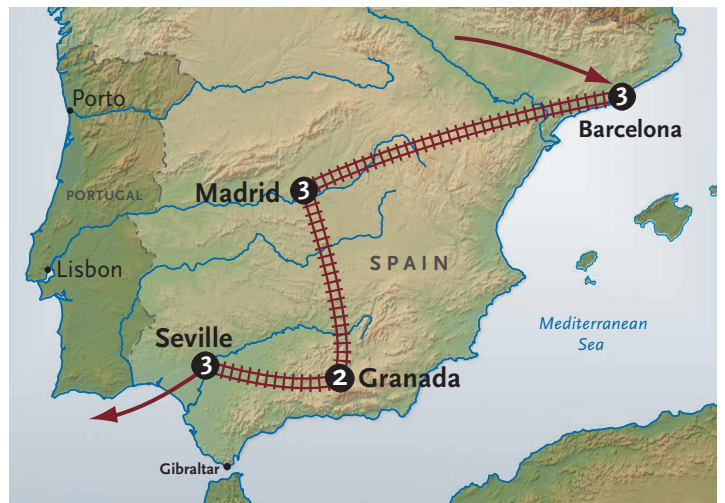 Porto
3
Barcelona
PORTUGAL
Madrid
3
Lisbon
SPAIN
Mediterranean
Sea
Seville
3
2
Granada
Gibraltar